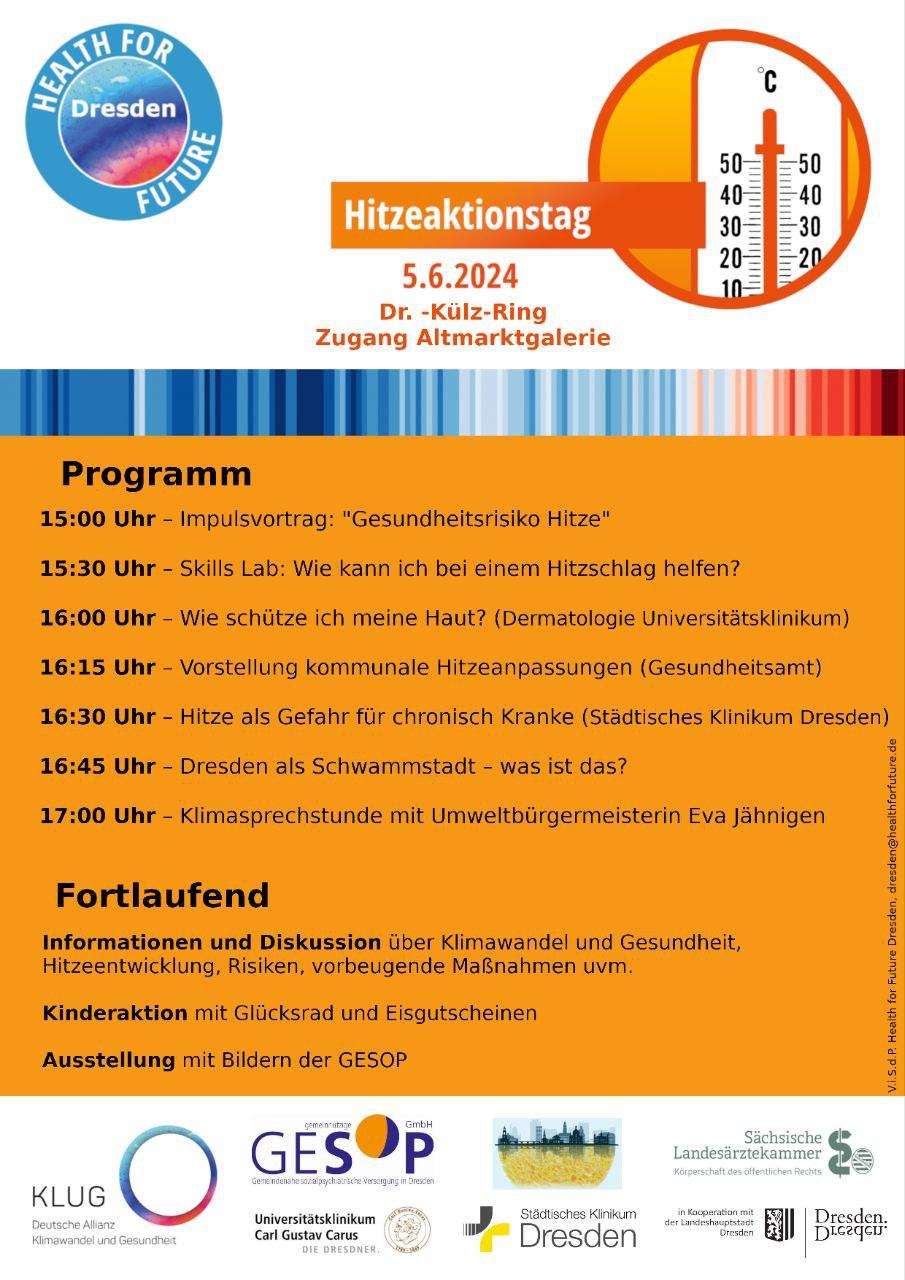 HEALTH FOR
Dresden
FUTURE
°C
50 50
40 40
30 30
20 20
10
Hitzeaktionstag
5.6.2024
Dr. -Külz-Ring
Zugang Altmarktgalerie
Programm
15:00 Uhr – Impulsvortrag: "Gesundheitsrisiko Hitze"
15:30 Uhr – Skills Lab: Wie kann ich bei einem Hitzschlag helfen?
16:00 Uhr – Wie schütze ich meine Haut? (Dermatologie Universitätsklinikum)
16:15 Uhr – Vorstellung kommunale Hitzeanpassungen (Gesundheitsamt)
16:30 Uhr – Hitze als Gefahr für chronisch Kranke (Städtisches Klinikum Dresden)
16:45 Uhr – Dresden als Schwammstadt – was ist das?
17:00 Uhr – Klimasprechstunde mit Umweltbürgermeisterin Eva Jähnigen
Fortlaufend
Informationen und Diskussion über Klimawandel und Gesundheit,
Hitzeentwicklung, Risiken, vorbeugende Maßnahmen uvm.
Kinderaktion mit Glücksrad und Eisgutscheinen
Ausstellung mit Bildern der GESOP
V.i.S.d.P. Health for Future Dresden, dresden@healthforfuture.de
KLUG
Deutsche Allianz
Klimawandel und Gesundheit
gemeinnützige GmbH
GESOP
Gemeindenahe sozialpsychiatrische Versorgung in Dresden
Universitätsklinikum
Carl Gustav Carus
DIE DRESDNER.
Städtisches Klinikum
Dresden
Sächsische
Landesärztekammer
Körperschaft des öffentlichen Rechts
in Kooperation mit
der Landeshauptstadt
Dresden
Dresden.
Dresden.